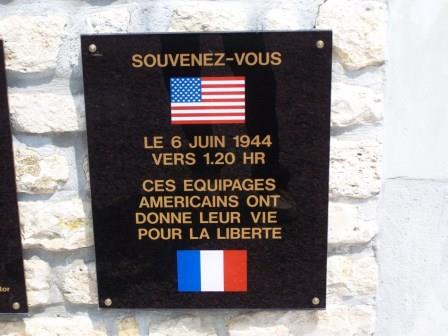 SOUVENEZ-VOUS
LE 6 JUIN 1944
VERS 1.20 HR
CES EQUIPAGES
AMERICAINS ONT
DONNE LEUR VIE
POUR LA LIBERTE
tor